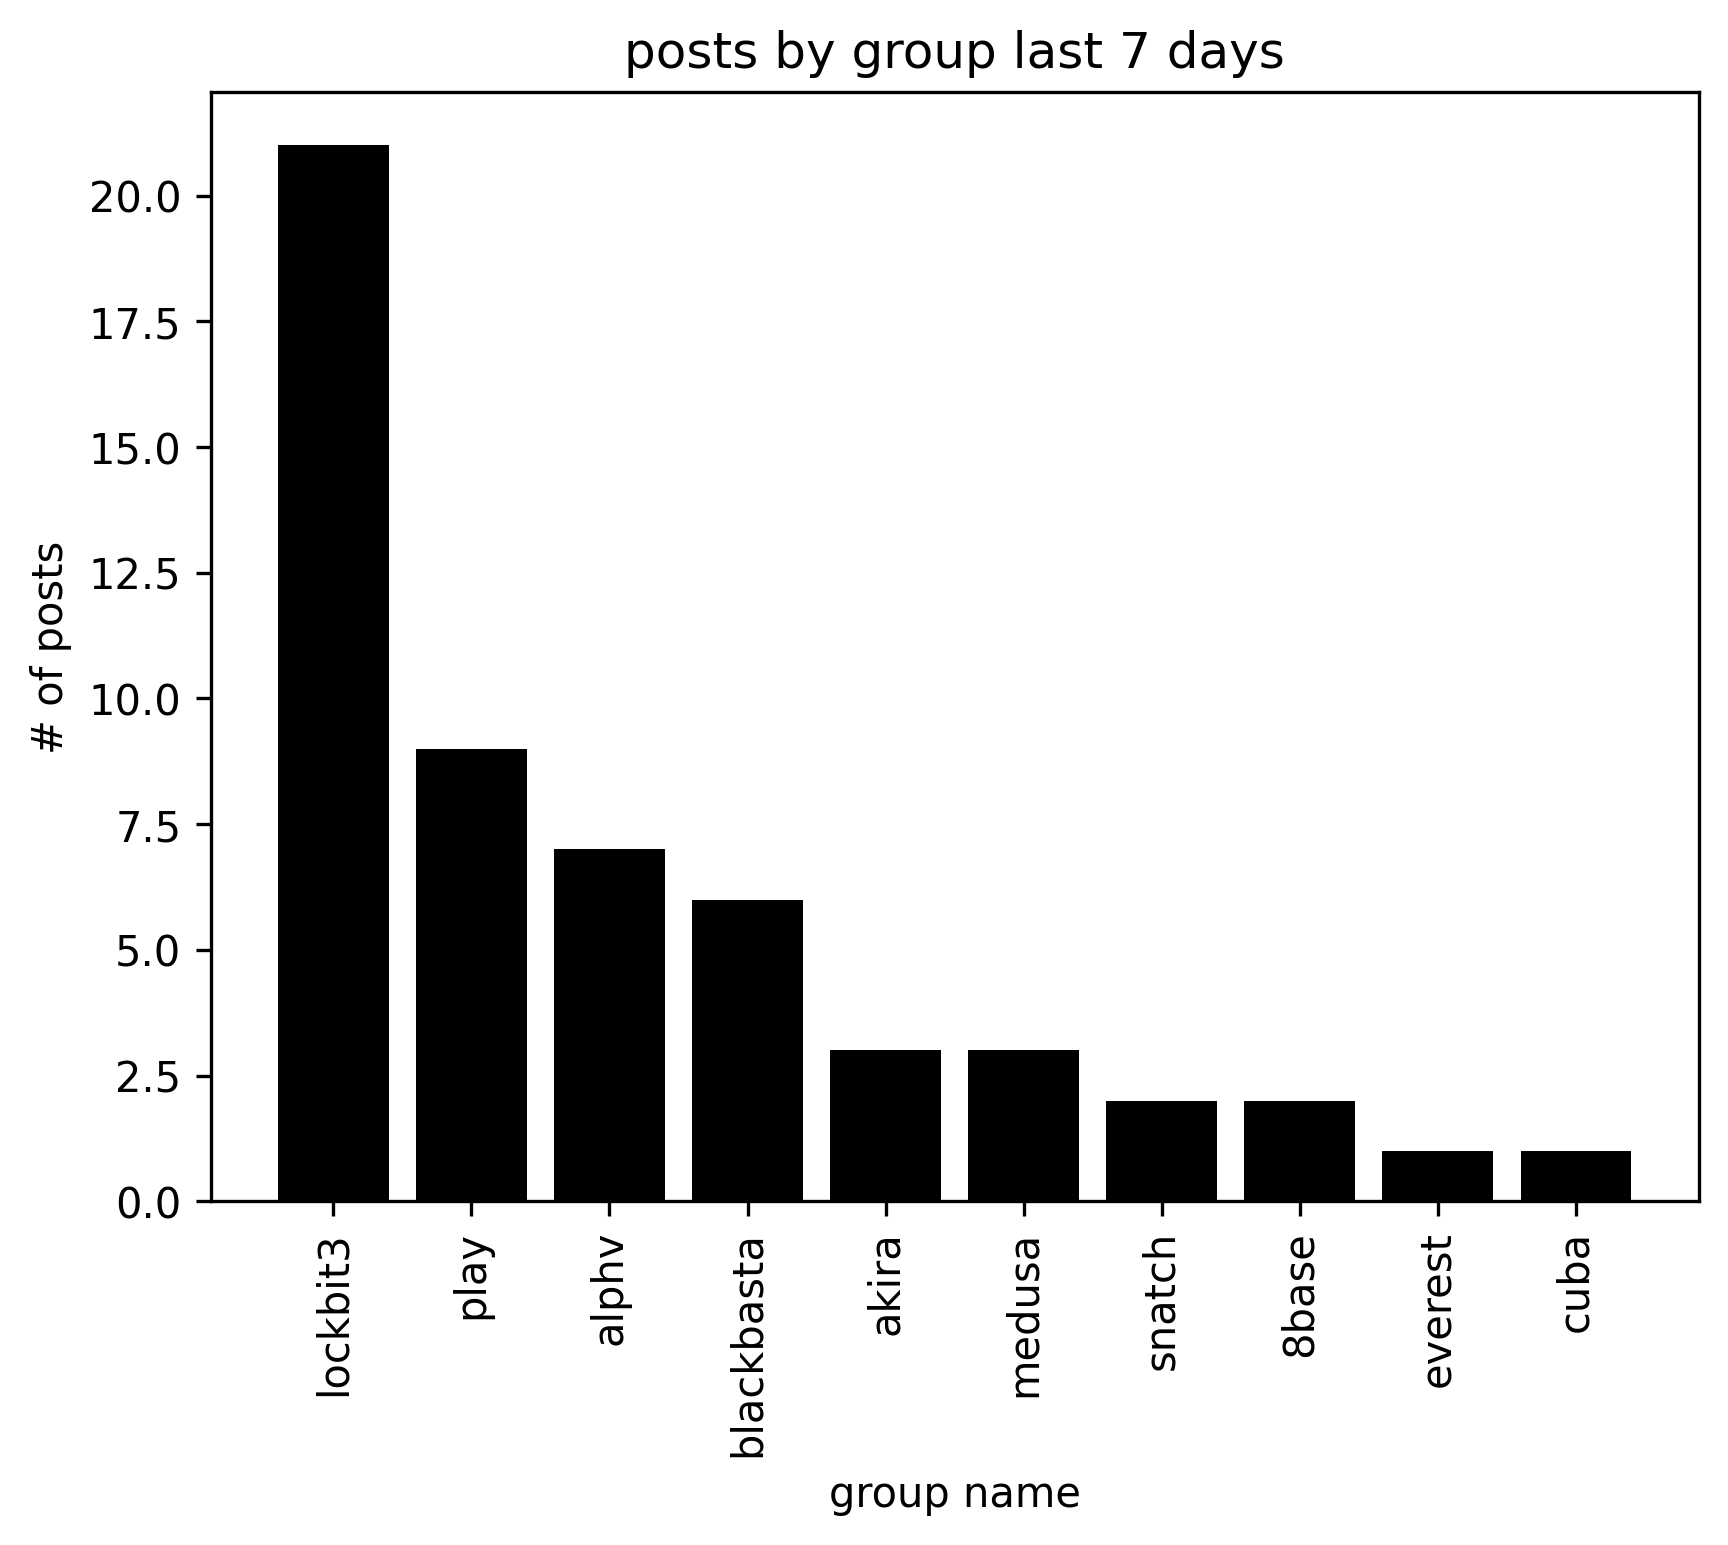 posts by group last 7 days
# of posts
20.0
17.5
15.0
12.5
10.0
7.5
5.0
2.5
0.0
lockbit3
play
alphv
blackbasta
akira
medusa
snatch
8base
everest
cuba
group name